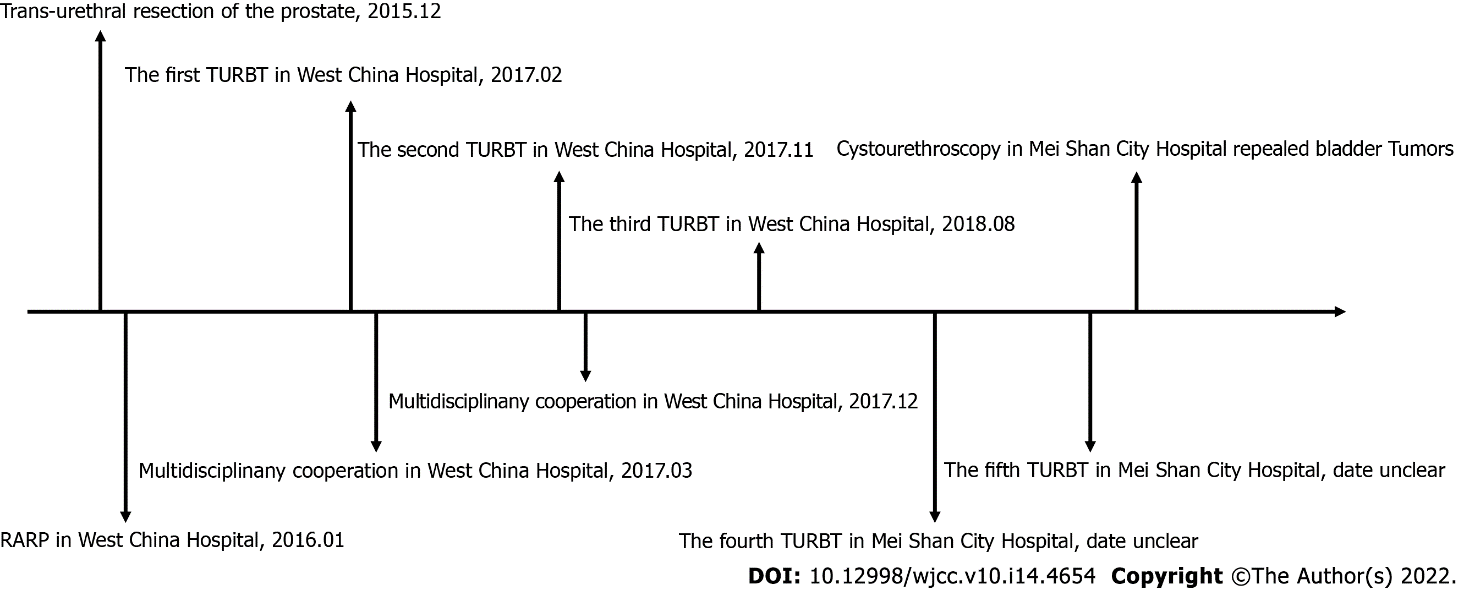 Trans-urethral resection of the prostate, 2015.12
The first TURBT in West China Hospital, 2017.02
The second TURBT in West China Hospital, 2017.11
Cystourethroscopy in Mei Shan City Hospital repealed bladder Tumors
The third TURBT in West China Hospital, 2018.08
Multidisciplinany cooperation in West China Hospital, 2017.12
Multidisciplinany cooperation in West China Hospital, 2017.03
The fifth TURBT in Mei Shan City Hospital, date unclear
RARP in West China Hospital, 2016.01
The fourth TURBT in Mei Shan City Hospital, date unclear
DOI: 10.12998/wjcc.v10.i14.4654 Copyright ©The Author(s) 2022.